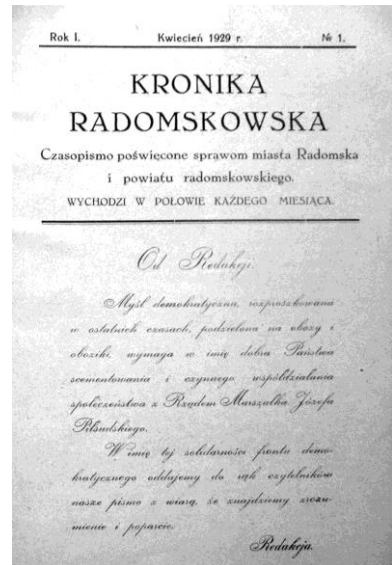 Rok I.
Kwiecień 1929 r.
№ 1.
KRONIKA
RADOMSKOWSKA
Czasopismo poświęcone sprawom miasta Radomska
i powiatu radomskowskiego.
WYCHODZI W POŁOWIE KAŻDEGO MIESIĄCA.
Od Redakcji.
Myśl demokratyczna, rozproszkowana
w ostatnich czasach, podzielona na obozy i
obozik, wymaga w imię dobra Państwa
scementowania i czynnego współdziałania
społeczeństwa z Rządem Marszałka Józefa
Piłsudskiego.
W imię tej solidarności frontu demo-
kratycznego oddajemy do rąk czytelników
nasze pismo z wiarą, że znajdziemy zrozu-
mienie i poparcie.
Redakcja.